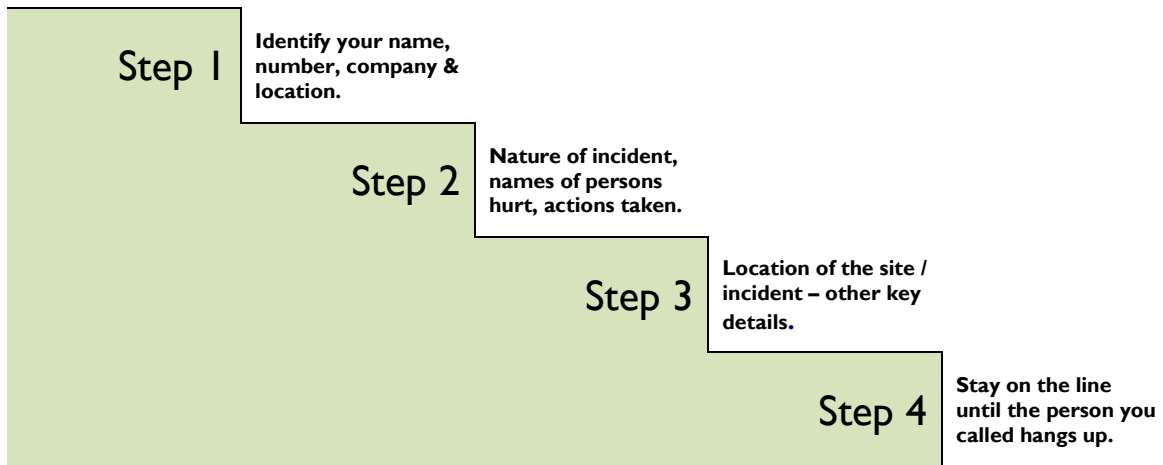 Step 1
Identify your name,
number, company &
location.
Step 2
Nature of incident,
names of persons
hurt, actions taken.
Step 3
Location of the site /
incident – other key
details.
Step 4
Stay on the line
until the person you
called hangs up.